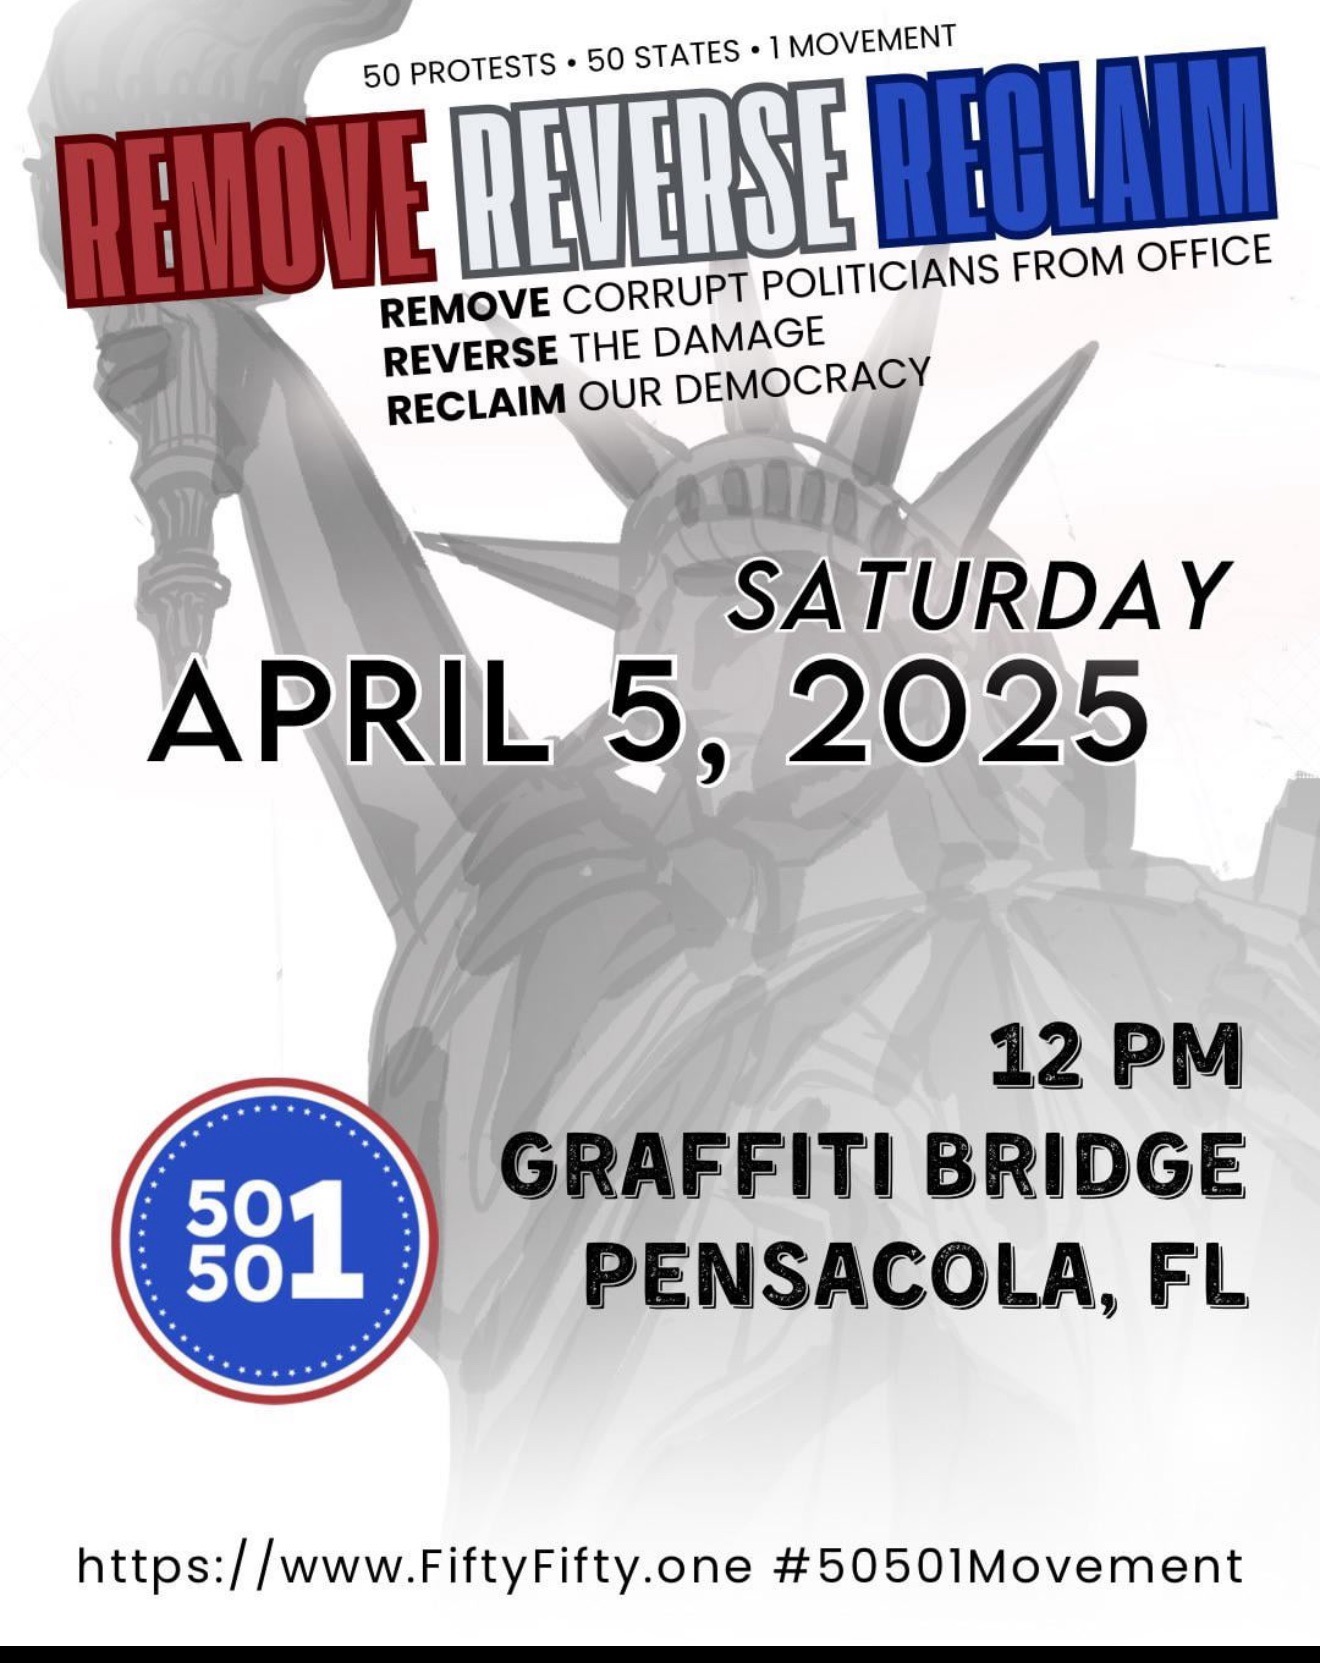 50 PROTESTS • 50 STATES • 1 MOVEMENT
REMOVE REVERSE RECLAIM
REMOVE CORRUPT POLITICIANS FROM OFFICE
REVERSE THE DAMAGE
RECLAIM OUR DEMOCRACY
SATURDAY
APRIL 5, 2025
12 PM
GRAFFITI BRIDGE
PENSACOLA, FL
50
50
1
https://www.FiftyFifty.one #50501Movement